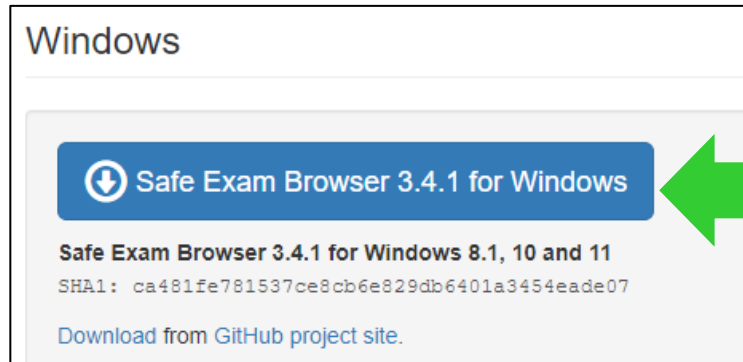 Windows
Safe Exam Browser 3.4.1 for Windows
Safe Exam Browser 3.4.1 for Windows 8.1, 10 and 11
SHA1: ca481fe781537ce8cb6e829db6401a3454eade07
Download from GitHub project site.